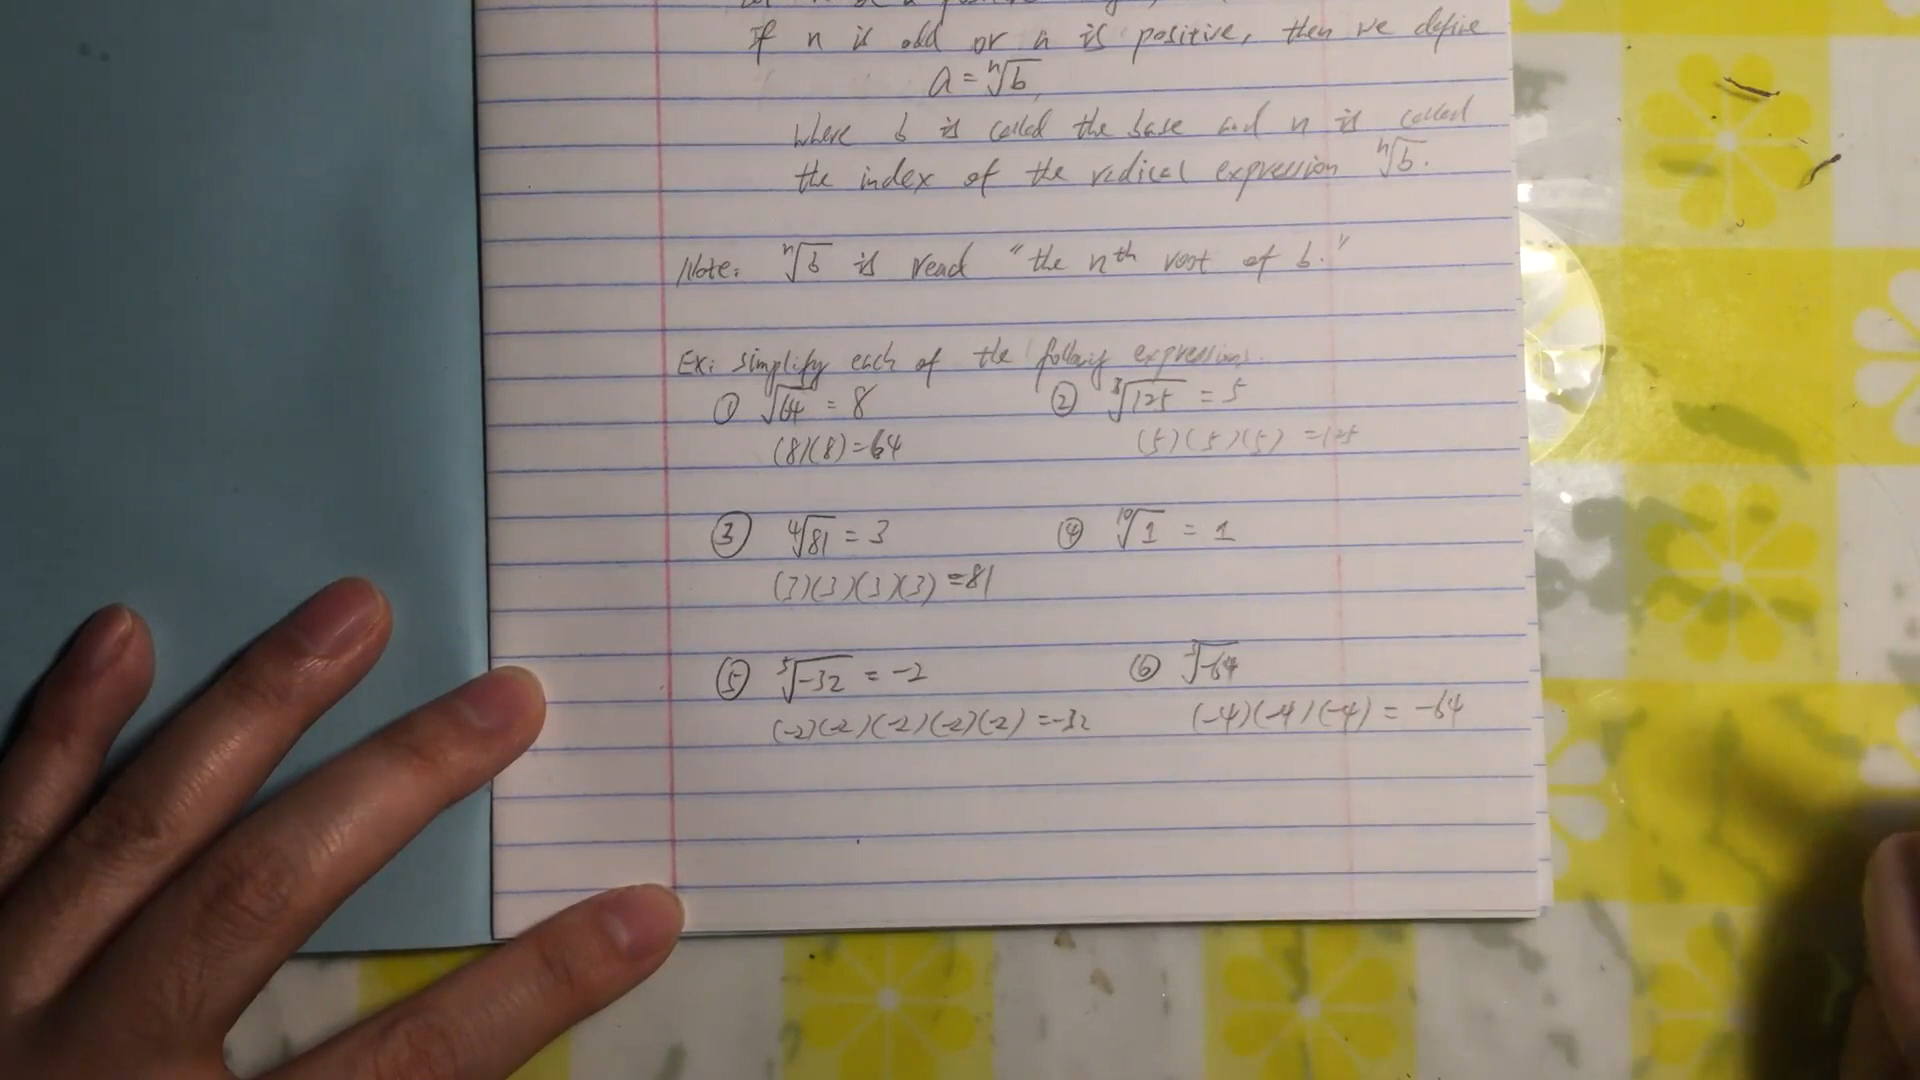 If n is odd or a is positive, then we define
a = ⁿ√b,
where b is called the base and n is called
the index of the radical expression ⁿ√b.
Note: ⁿ√b is read "the nth root of b."
Ex: simplify each of the following expressions.
① √64 = 8 ② ³√125 = 5
(8)(8)=64 (5)(5)(5) =125
③ ⁴√81 = 3 ④ ¹⁰√1 = 1
(3)(3)(3)(3) =81
⑤ ⁵√-32 = -2 ⑥ ³√-64
(-2)(-2)(-2)(-2)(-2) =-32 (-4)(-4)(-4) = -64